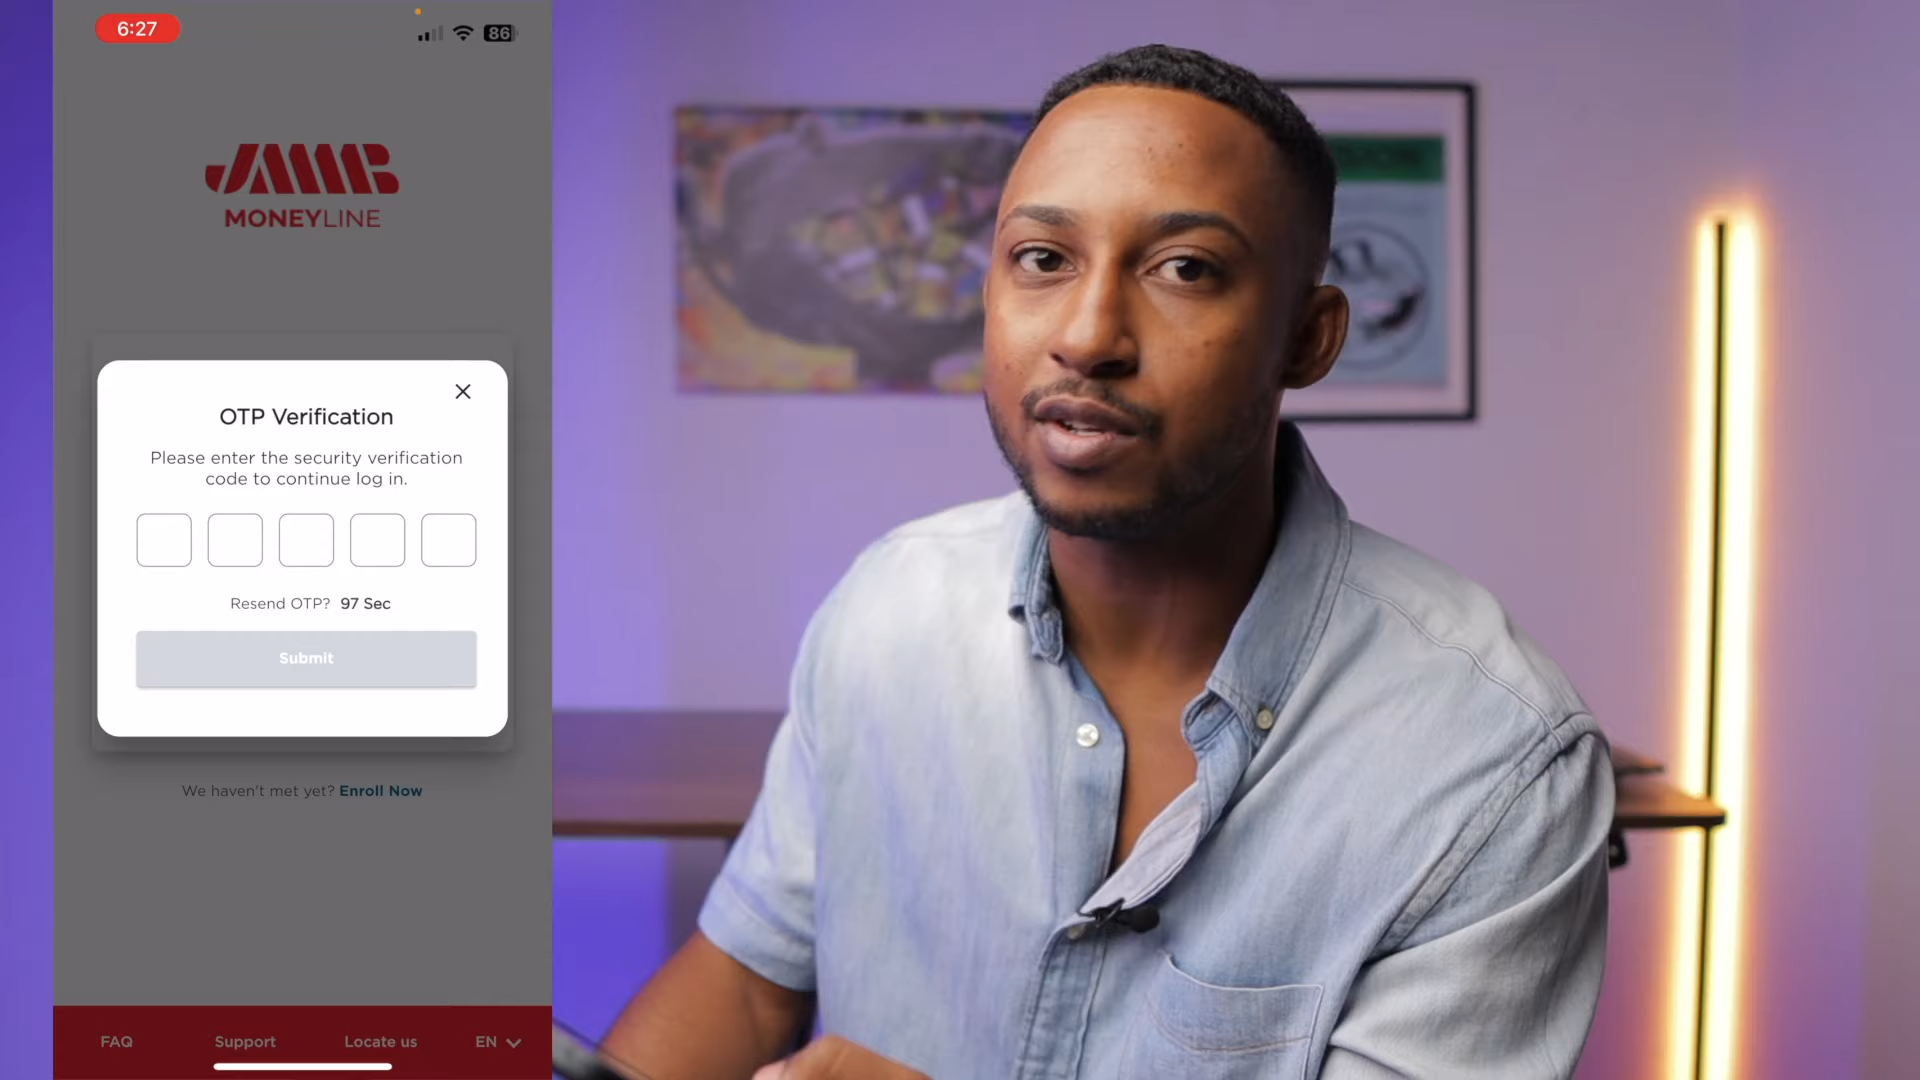 6:27
86
JMMB
MONEYLINE
OTP Verification
Please enter the security verification
code to continue log in.
Resend OTP? 97 Sec
Submit
We haven't met yet? Enroll Now
FAQ
Support
Locate us
EN